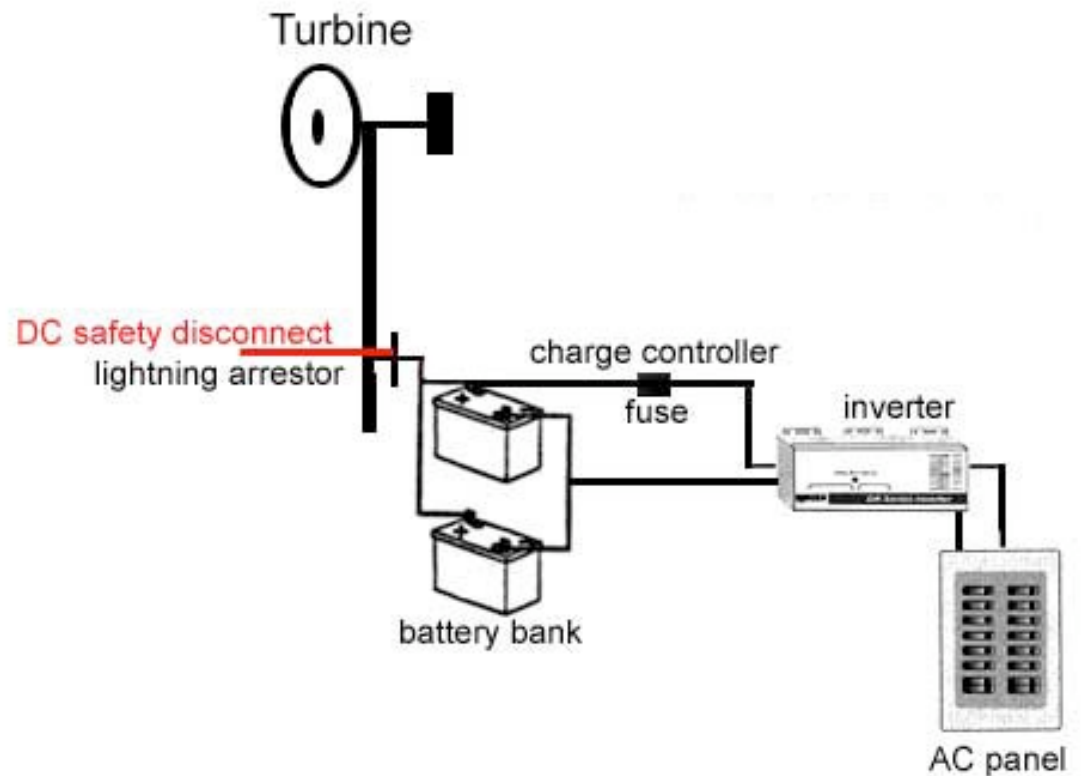 Turbine
DC safety disconnect
lightning arrestor
charge controller
fuse
inverter
battery bank
AC panel